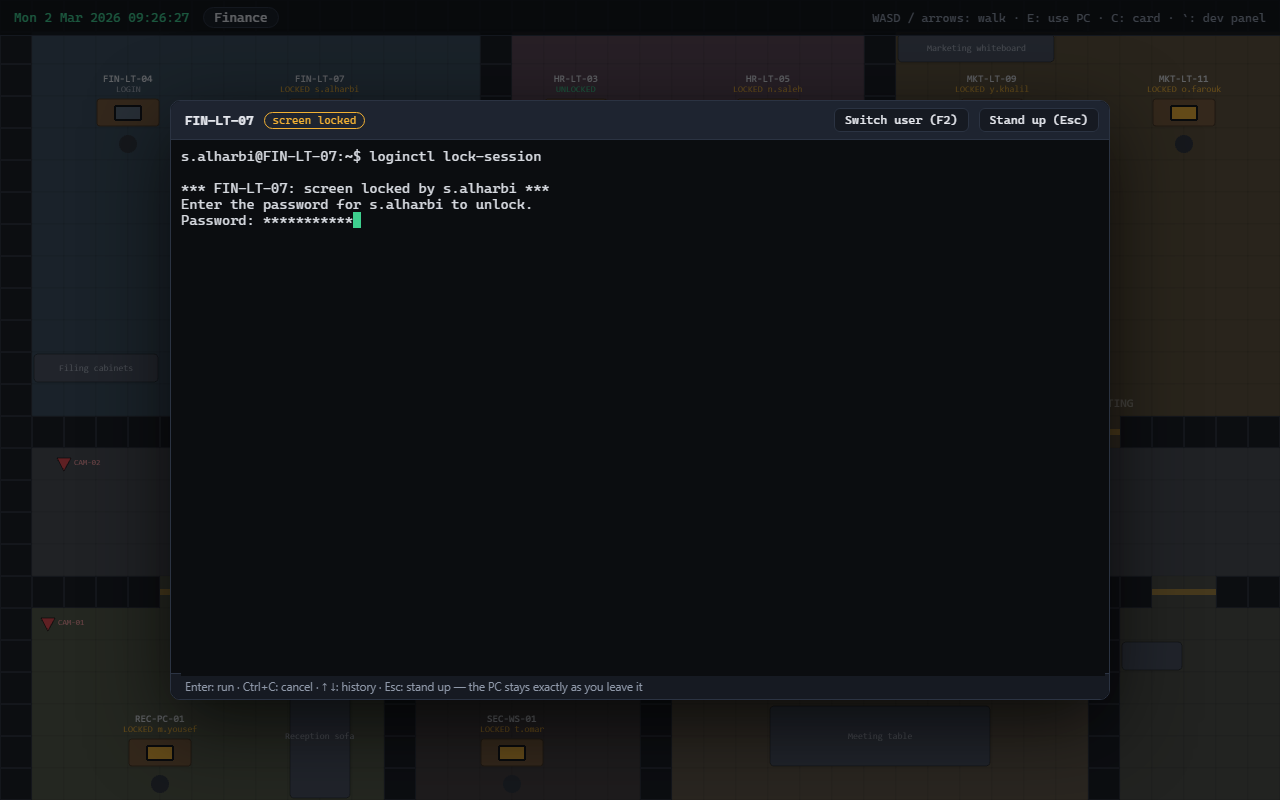 Mon 2 Mar 2026 09:26:27 Finance WASD / arrows: walk · E: use PC · C: card · `: dev panel
Marketing whiteboard
FIN-LT-04 FIN-LT-07 HR-LT-03 HR-LT-05 MKT-LT-09 MKT-LT-11
LOGIN LOCKED s.alharbi UNLOCKED LOCKED n.saleh LOCKED y.khalil LOCKED o.farouk
FIN-LT-07 screen locked Switch user (F2) Stand up (Esc)
s.alharbi@FIN-LT-07:~$ loginctl lock-session
*** FIN-LT-07: screen locked by s.alharbi ***
Enter the password for s.alharbi to unlock.
Password: ***********
Filing cabinets
TING
CAM-02
CAM-01
Enter: run · Ctrl+C: cancel · ↑ ↓: history · Esc: stand up — the PC stays exactly as you leave it
REC-PC-01 SEC-WS-01
LOCKED m.yousef LOCKED t.omar
Reception sofa Meeting table